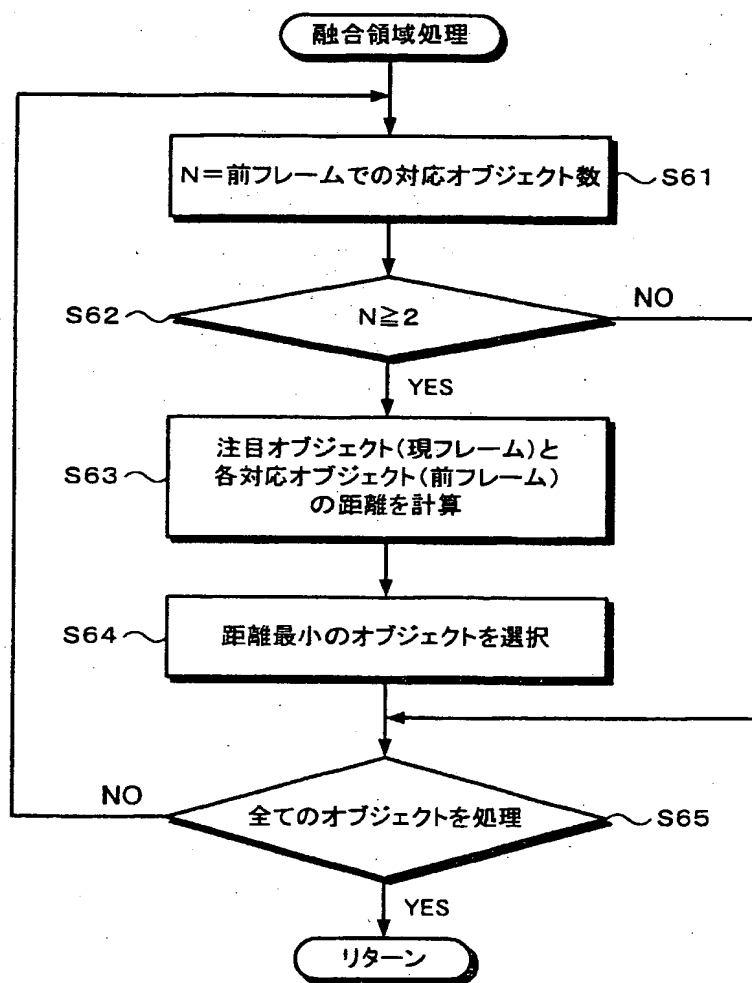 融合領域処理
N=前フレームでの対応オブジェクト数
S61
S62
N≧2
NO
YES
S63
注目オブジェクト(現フレーム)と
各対応オブジェクト(前フレーム)
の距離を計算
S64
距離最小のオブジェクトを選択
NO
全てのオブジェクトを処理
S65
YES
リターン